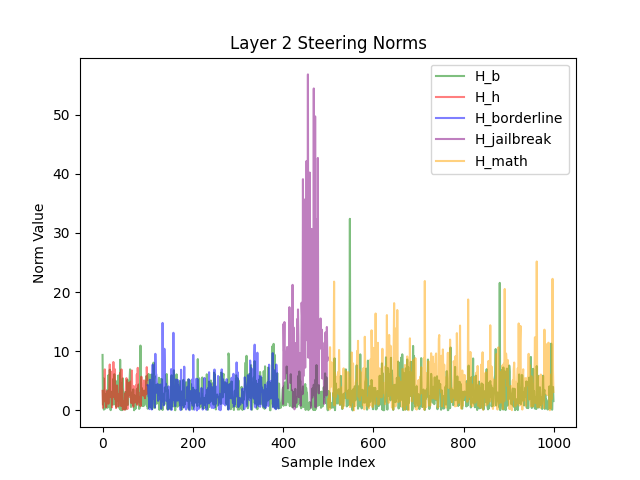 Layer 2 Steering Norms
H_b
H_h
H_borderline
H_jailbreak
H_math
Norm Value
50
40
30
20
10
0
0
200
400
600
800
1000
Sample Index